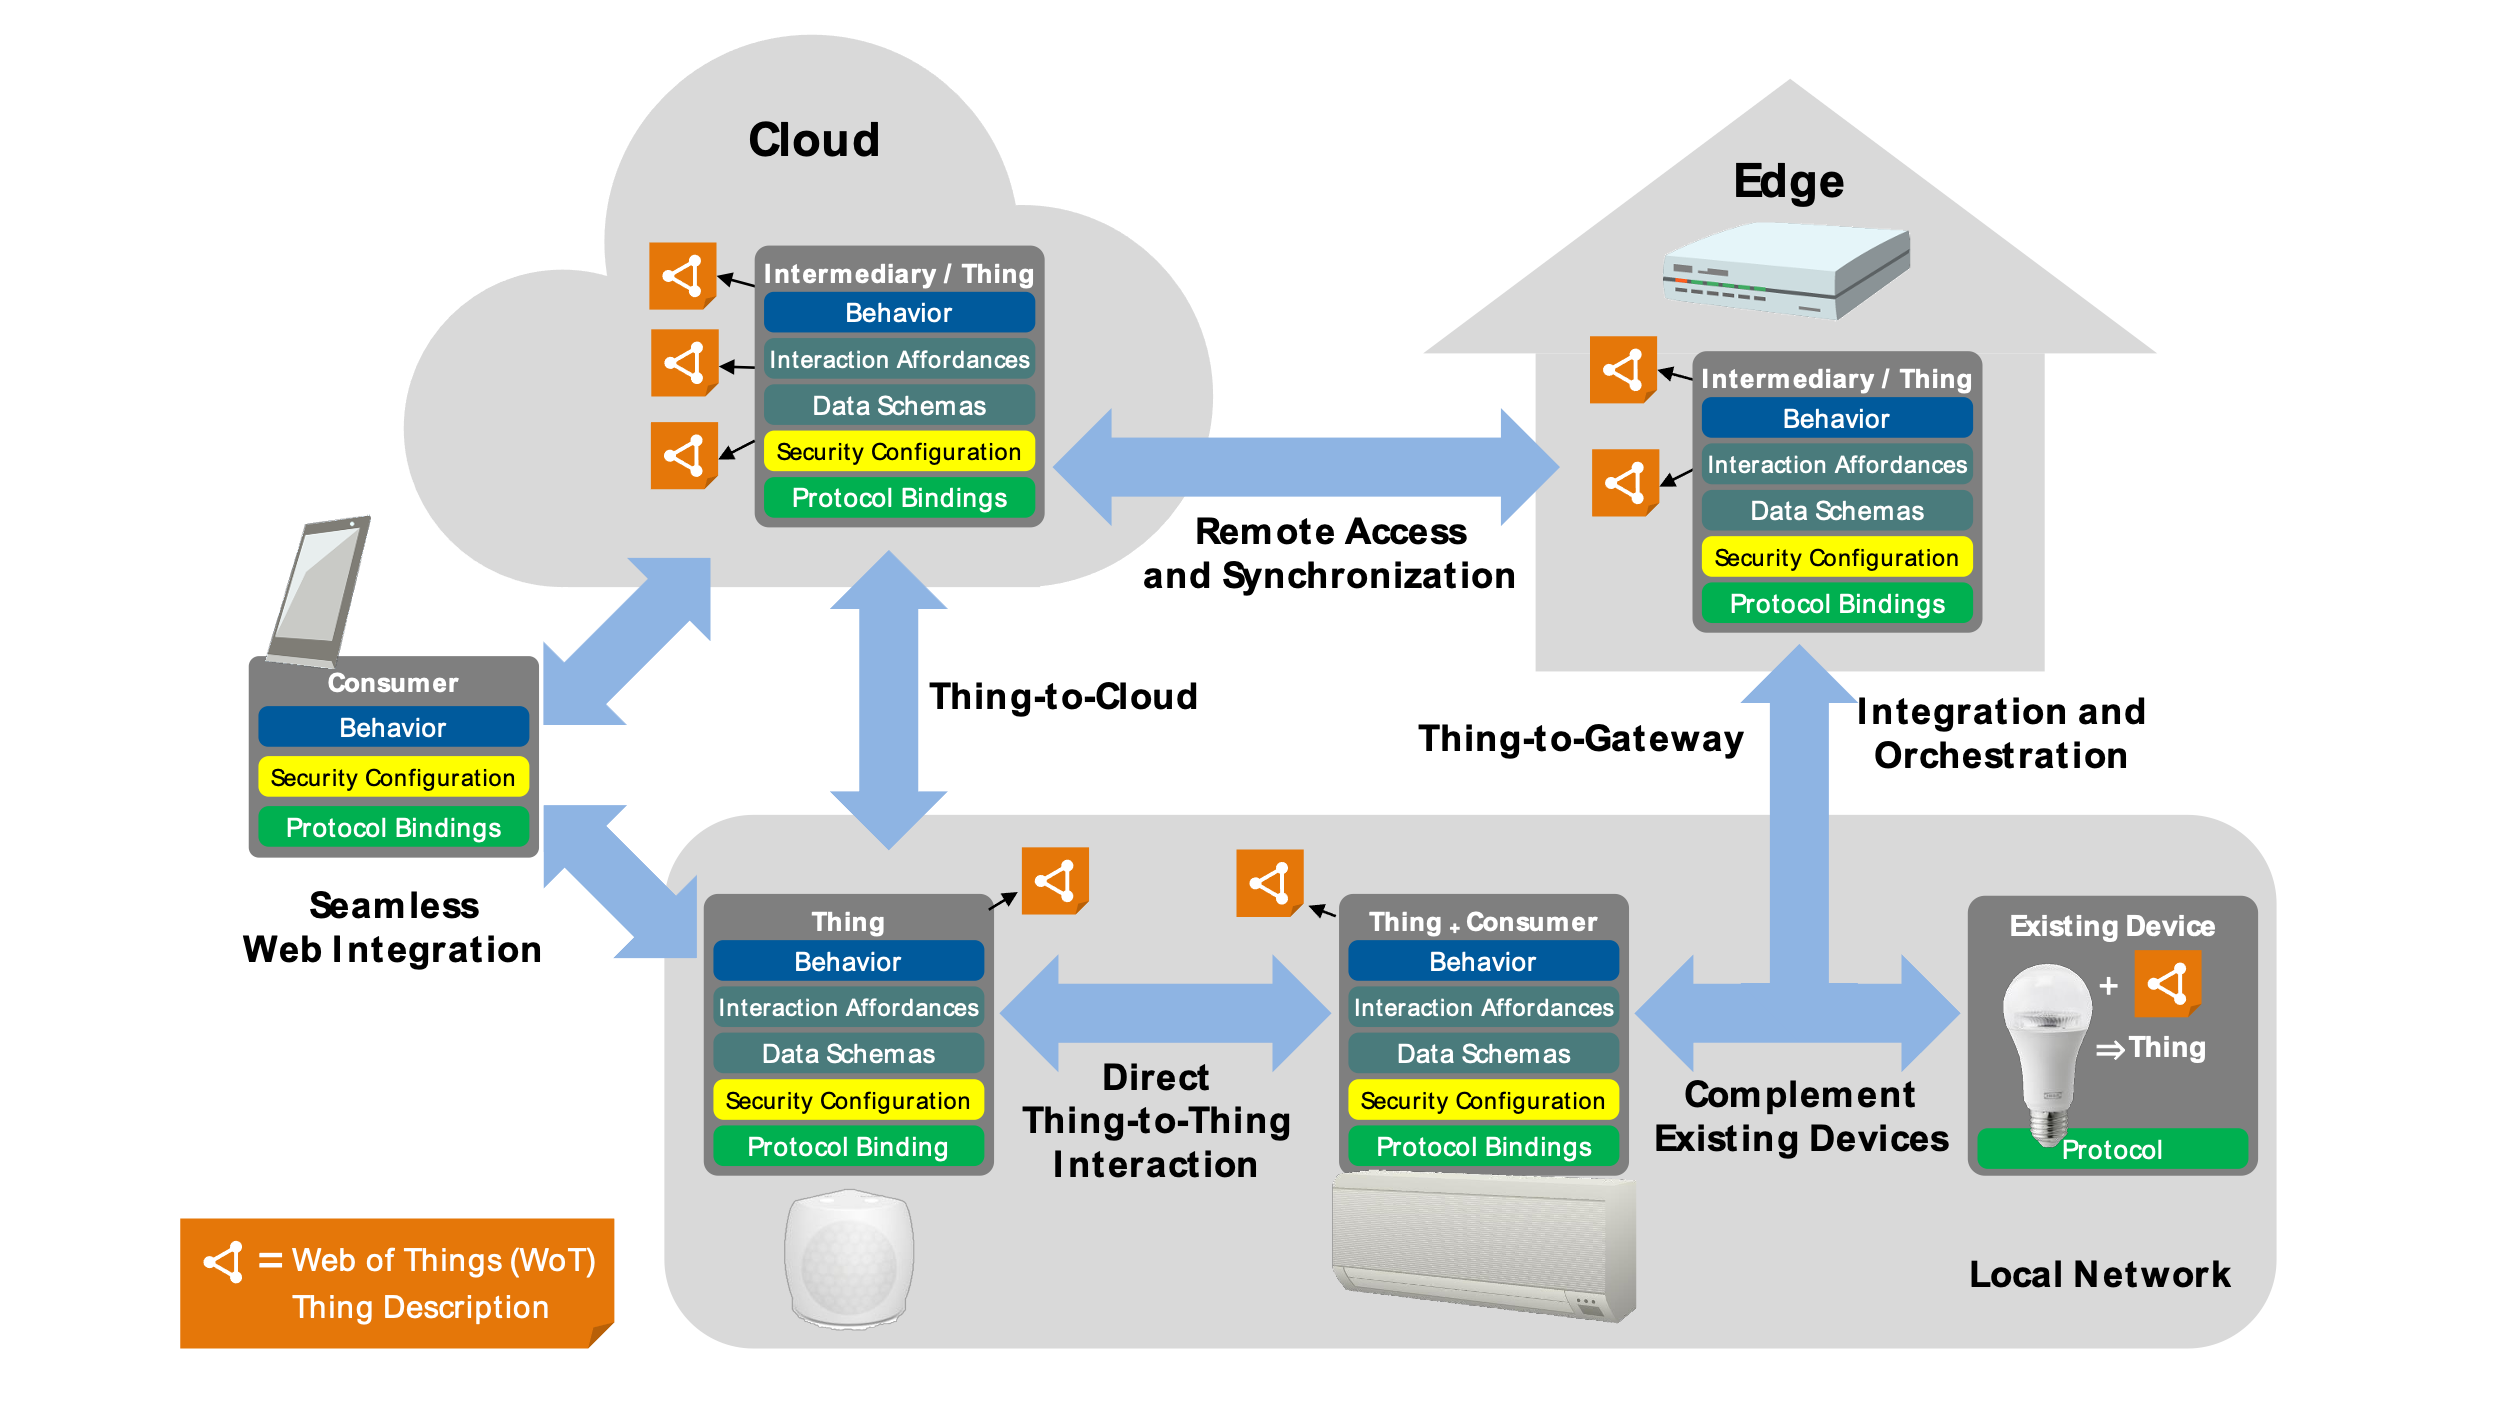 Cloud
Intermediary / Thing
Behavior
Interaction Affordances
Data Schemas
Security Configuration
Protocol Bindings
Edge
Intermediary / Thing
Behavior
Interaction Affordances
Data Schemas
Security Configuration
Protocol Bindings
Remote Access
and Synchronization
Consumer
Behavior
Security Configuration
Protocol Bindings
Thing-to-Cloud
Thing-to-Gateway
Integration and
Orchestration
Seamless
Web Integration
Thing
Behavior
Interaction Affordances
Data Schemas
Security Configuration
Protocol Binding
Direct
Thing-to-Thing
Interaction
Thing + Consumer
Behavior
Interaction Affordances
Data Schemas
Security Configuration
Protocol Bindings
Complement
Existing Devices
Existing Device
+
⇒Thing
Protocol
Local Network
= Web of Things (WoT)
Thing Description